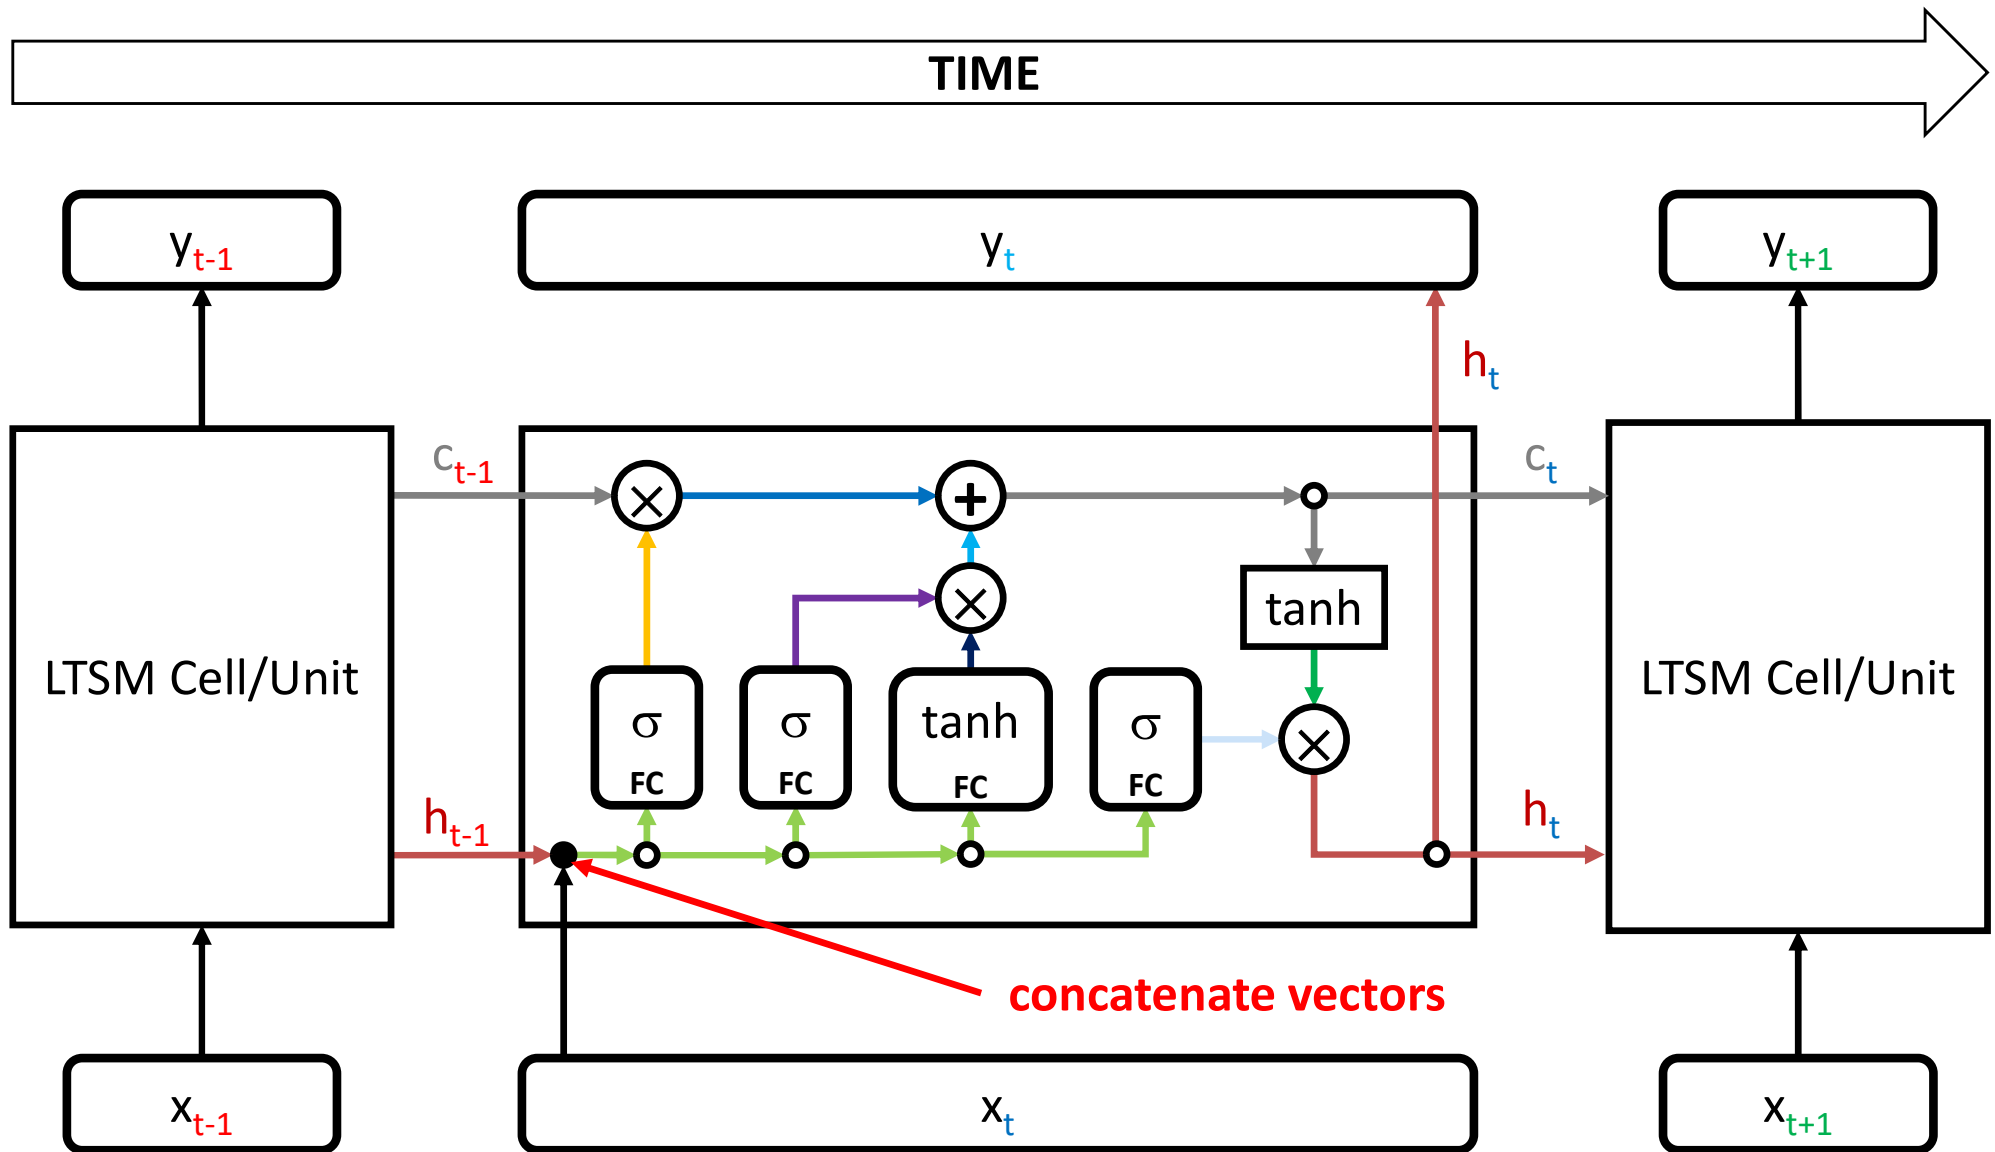 TIME
yt-1
yt
yt+1
ht
ct-1
ct
×
+
tanh
×
LTSM Cell/Unit
LTSM Cell/Unit
σ
FC
σ
FC
tanh
FC
σ
FC
×
ht-1
ht
concatenate vectors
xt-1
xt
xt+1